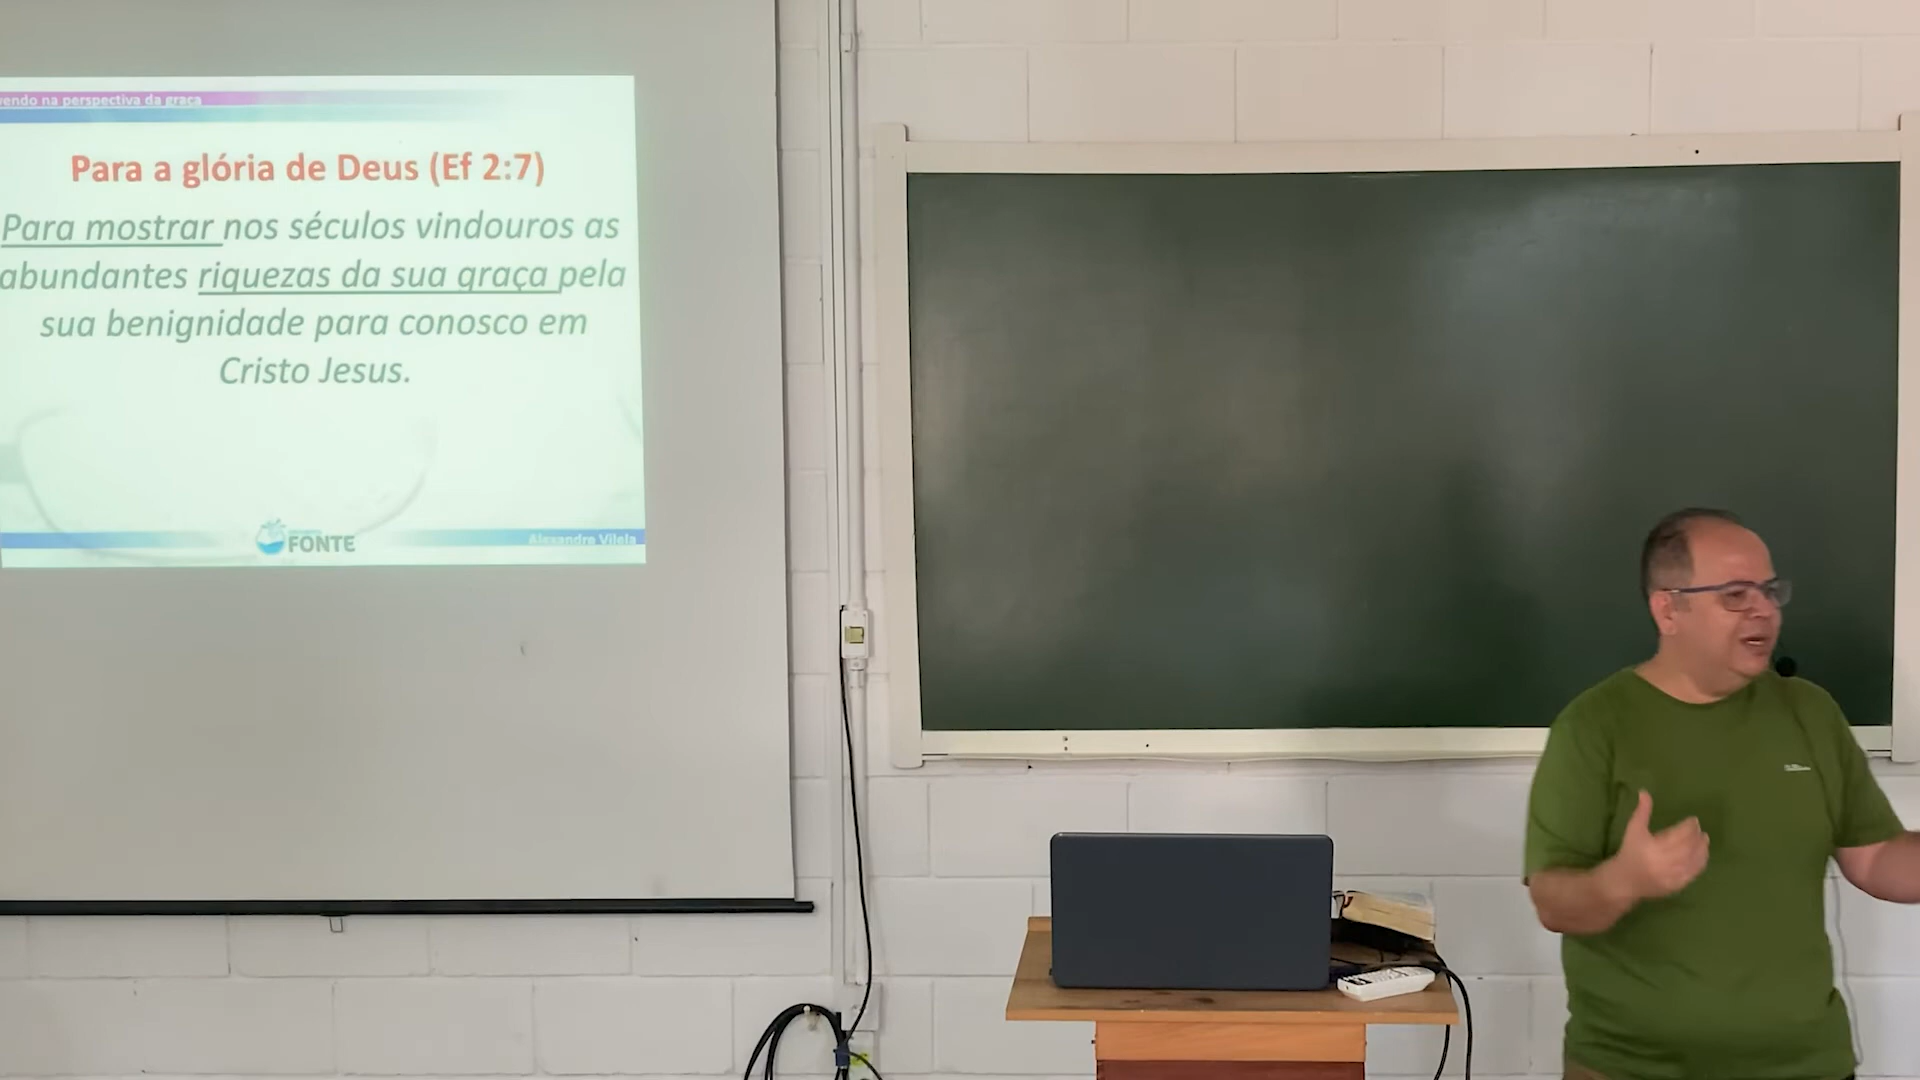 vendo na perspectiva da graça
Para a glória de Deus (Ef 2:7)
Para mostrar nos séculos vindouros as
abundantes riquezas da sua graça pela
sua benignidade para conosco em
Cristo Jesus.
FONTE
Alexandre Vilela